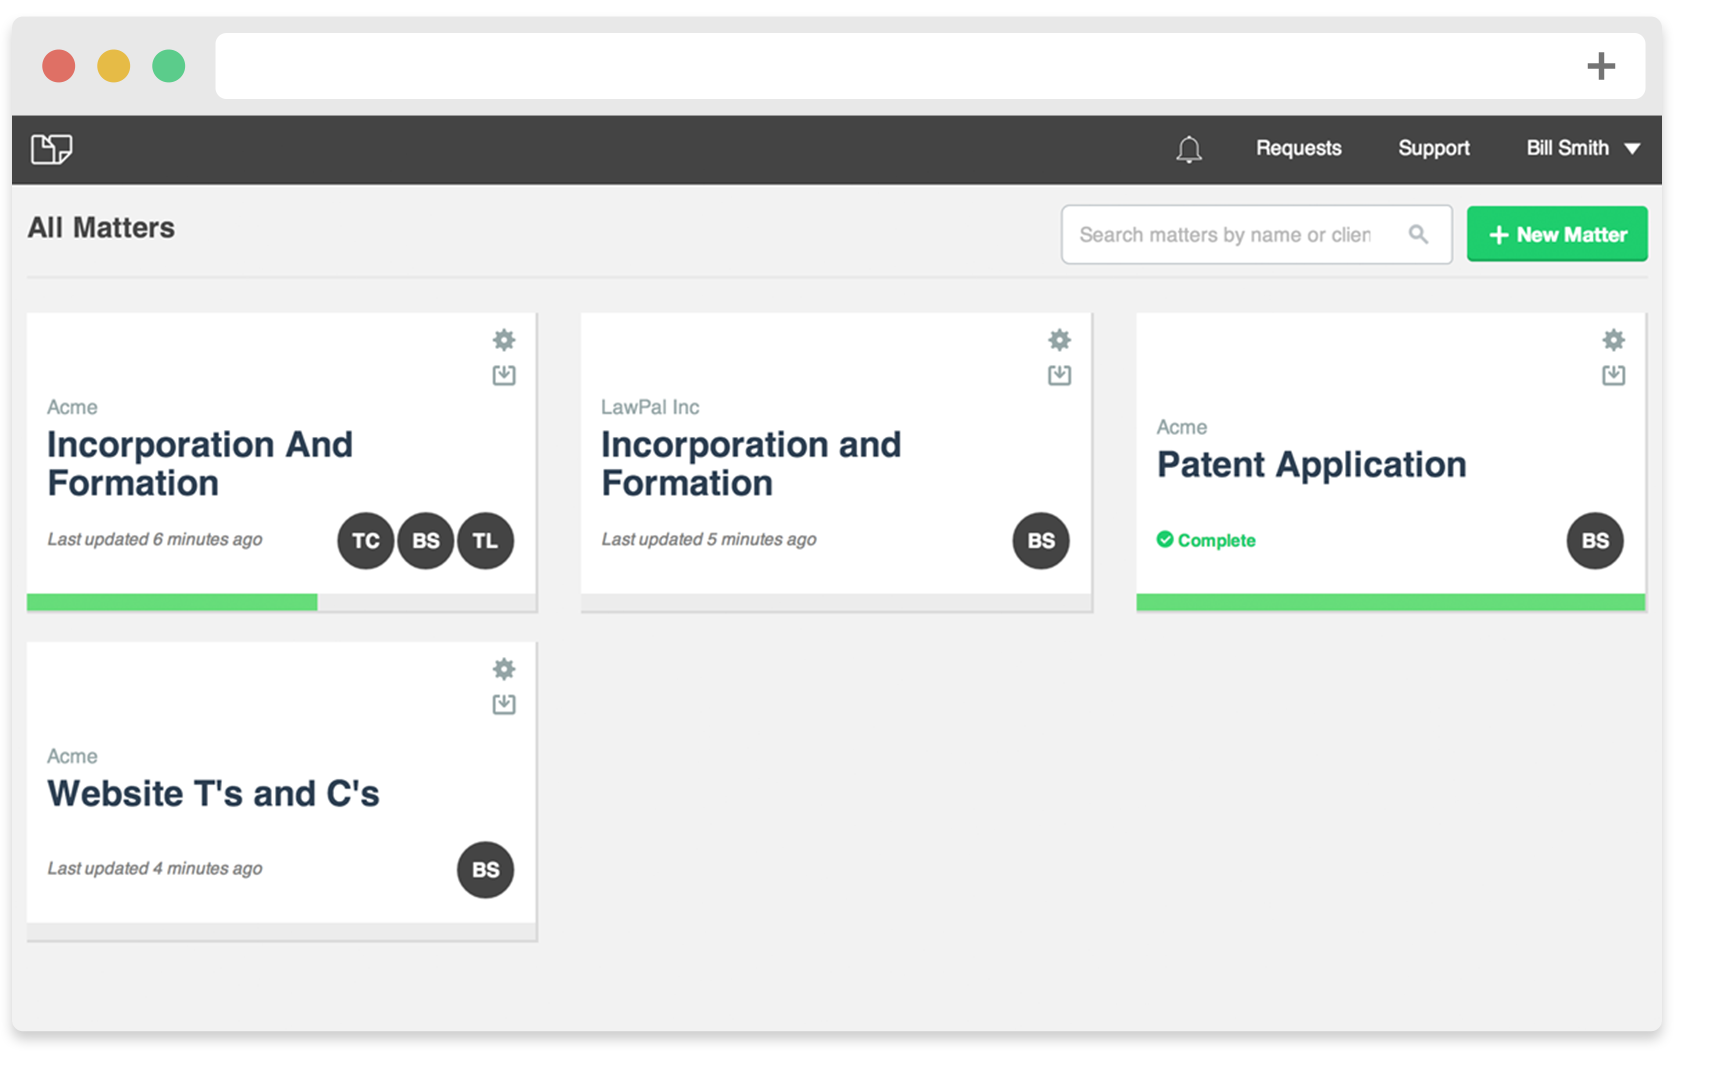 Requests
Support
Bill Smith
All Matters
Search matters by name or clien
New Matter
Acme
Incorporation And
Formation
Last updated 6 minutes ago
TC
BS
TL
LawPal Inc
Incorporation and
Formation
Last updated 5 minutes ago
BS
Acme
Patent Application
Complete
BS
Acme
Website T's and C's
Last updated 4 minutes ago
BS